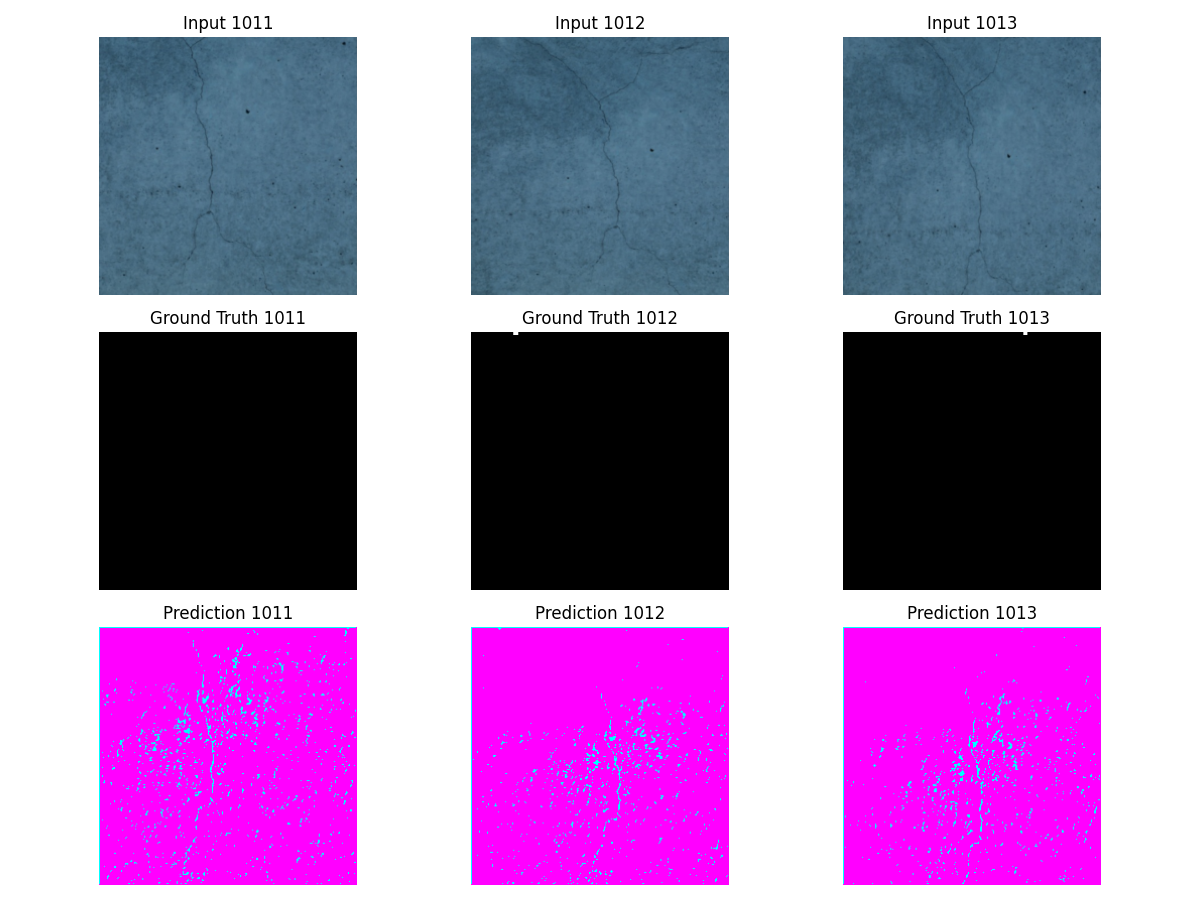 Input 1011
Input 1012
Input 1013
Ground Truth 1011
Ground Truth 1012
Ground Truth 1013
Prediction 1011
Prediction 1012
Prediction 1013